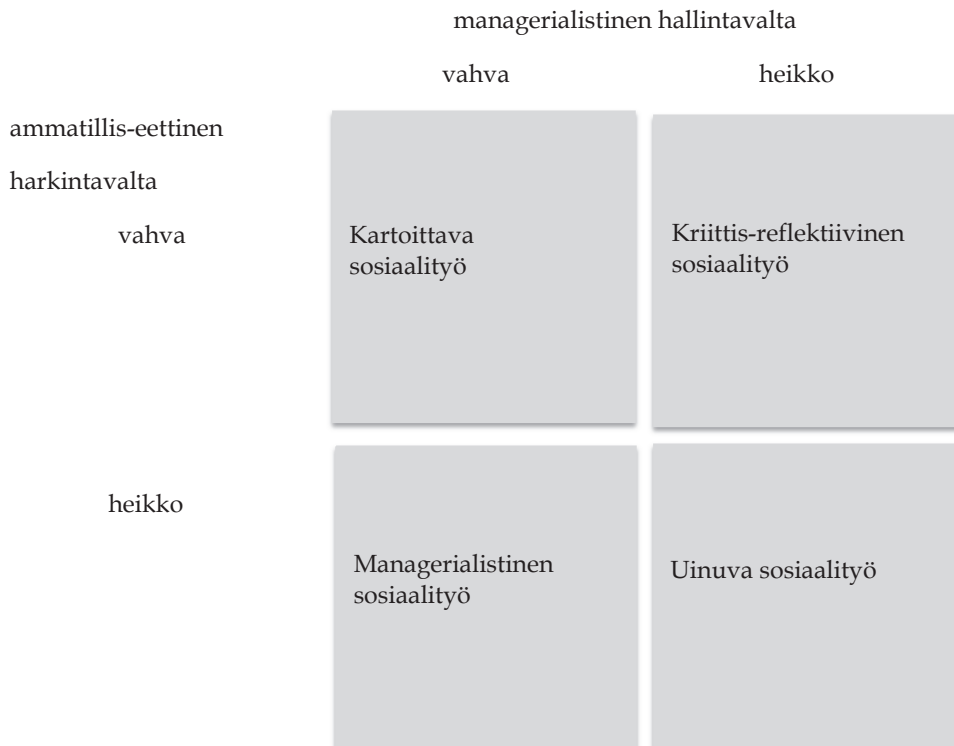 managerialistinen hallintavalta
vahva heikko
ammatillis-eettinen
harkintavalta
vahva
Kartoittava
sosiaalityö
Kriittis-reflektiivinen
sosiaalityö
heikko
Managerialistinen
sosiaalityö
Uinuva sosiaalityö